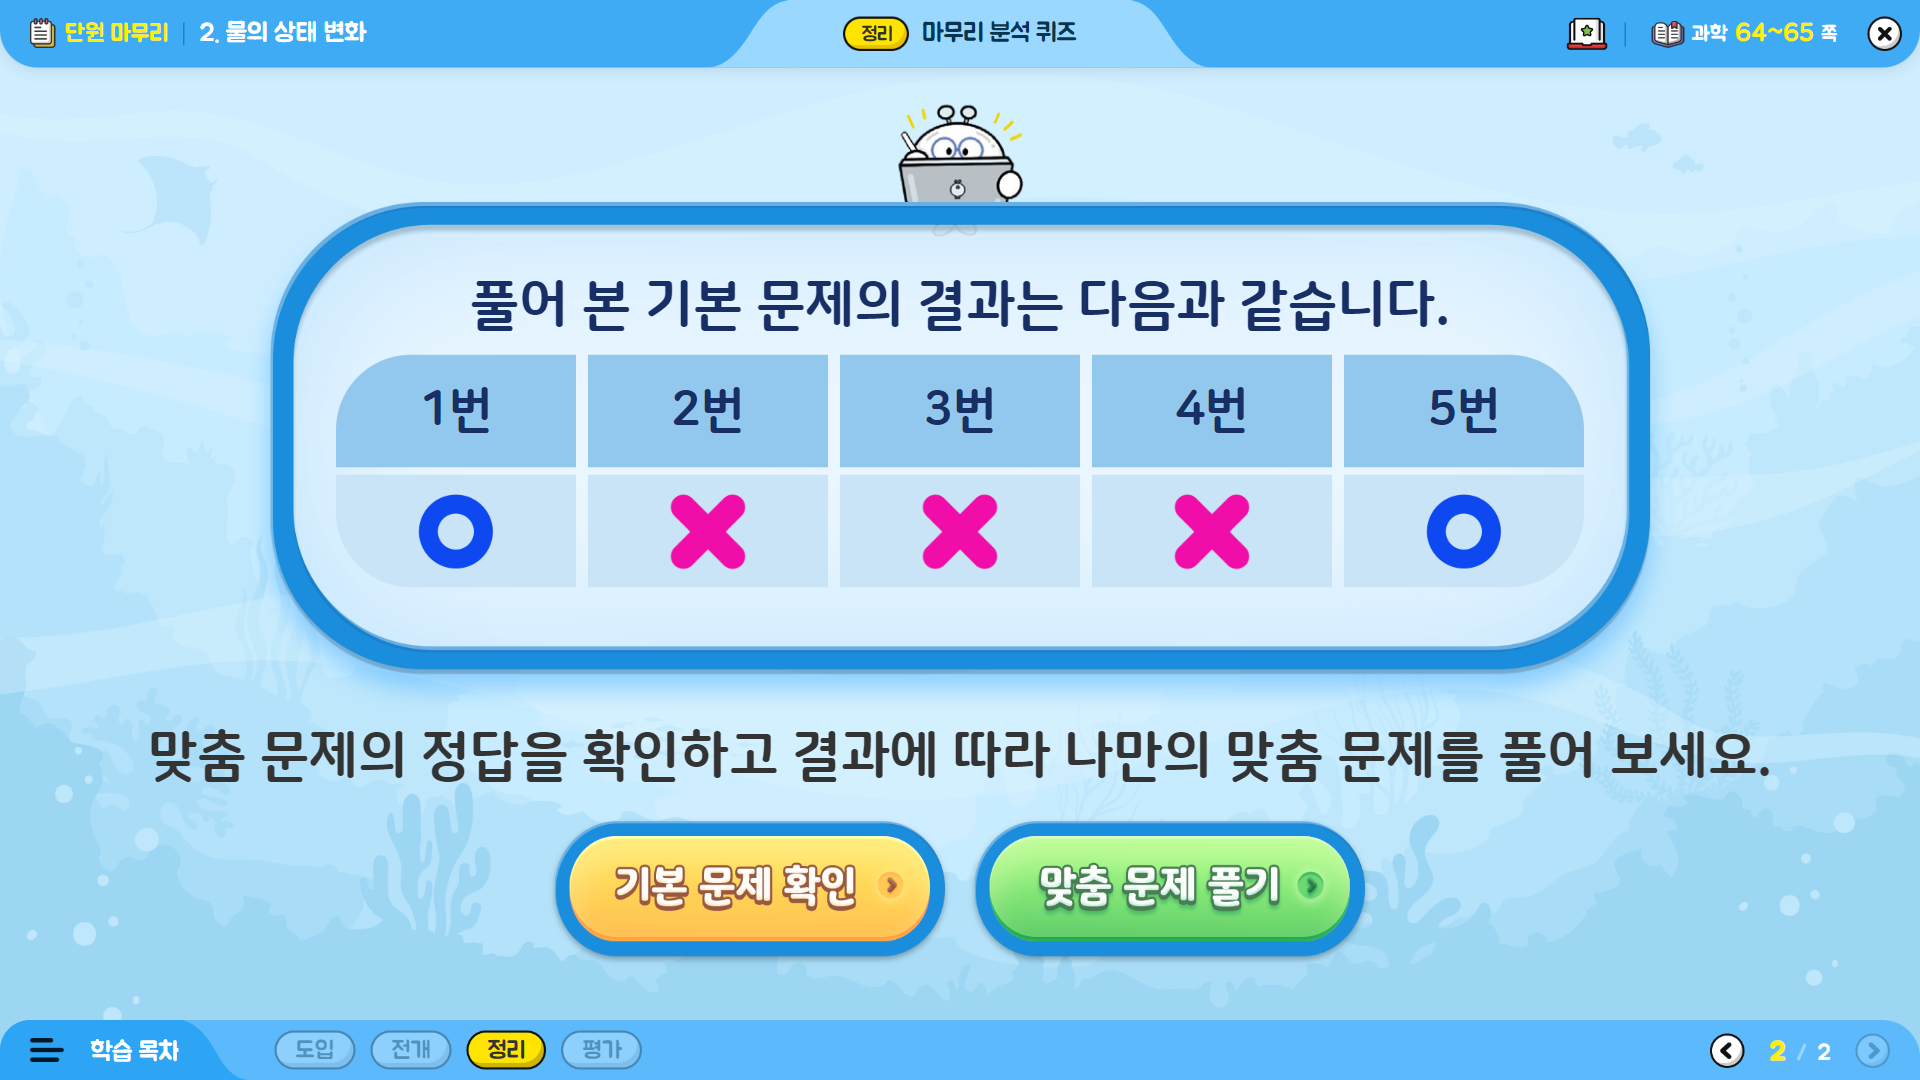 단원 마무리 2. 물의 상태 변화
정리 마무리 분석 퀴즈
과학 64~65 쪽
풀어 본 기본 문제의 결과는 다음과 같습니다.
1번 2번 3번 4번 5번
맞춤 문제의 정답을 확인하고 결과에 따라 나만의 맞춤 문제를 풀어 보세요.
기본 문제 확인 맞춤 문제 풀기
학습 목차 도입 전개 정리 평가 2 / 2